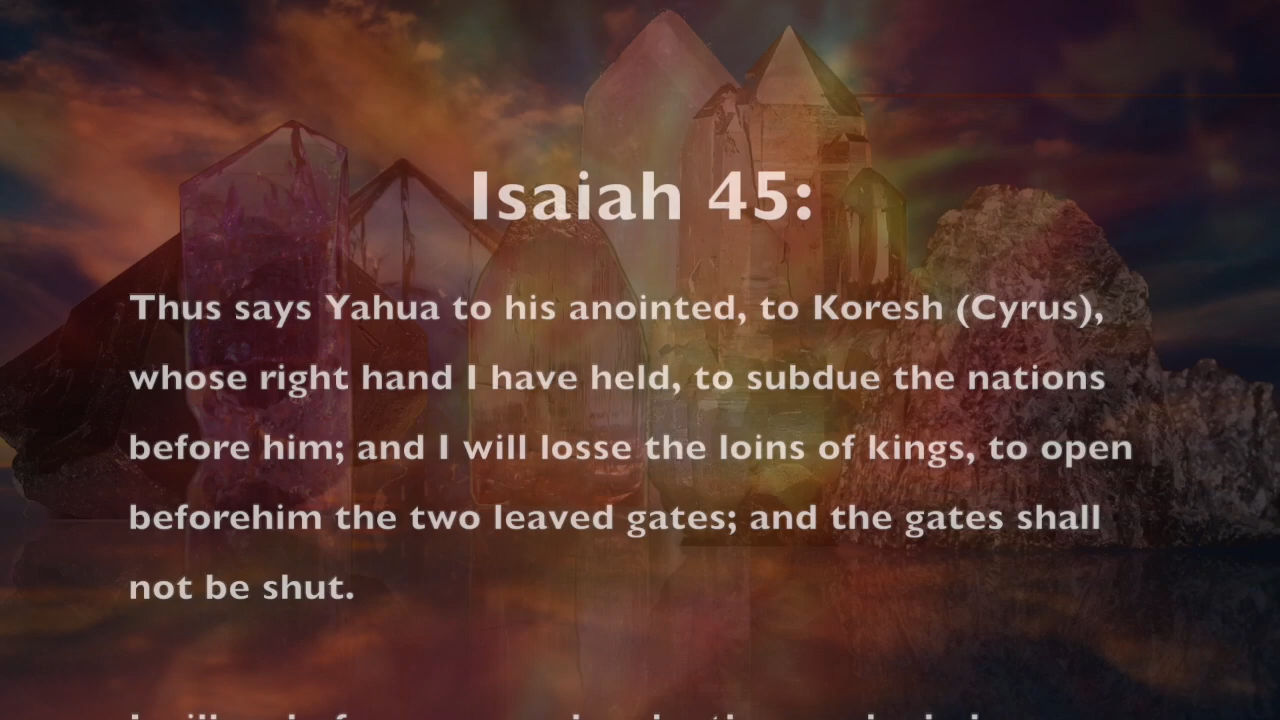 Isaiah 45:
Thus says Yahua to his anointed, to Koresh (Cyrus),
whose right hand I have held, to subdue the nations
before him; and I will losse the loins of kings, to open
beforehim the two leaved gates; and the gates shall
not be shut.